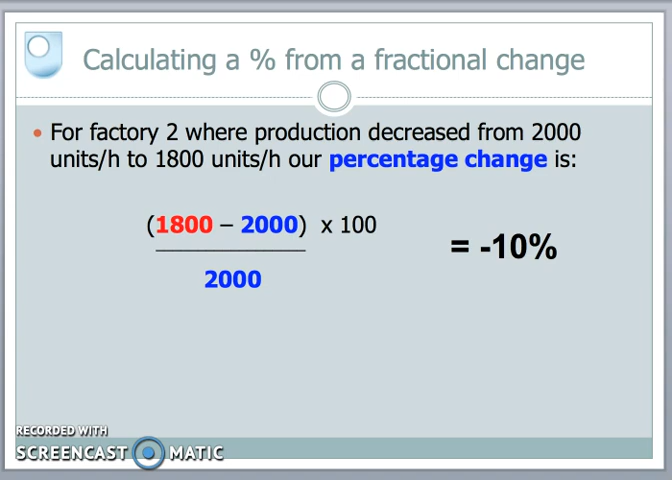 Calculating a % from a fractional change
• For factory 2 where production decreased from 2000
units/h to 1800 units/h our percentage change is:
(1800 – 2000) x 100
2000
= -10%
RECORDED WITH
SCREENCAST MATIC